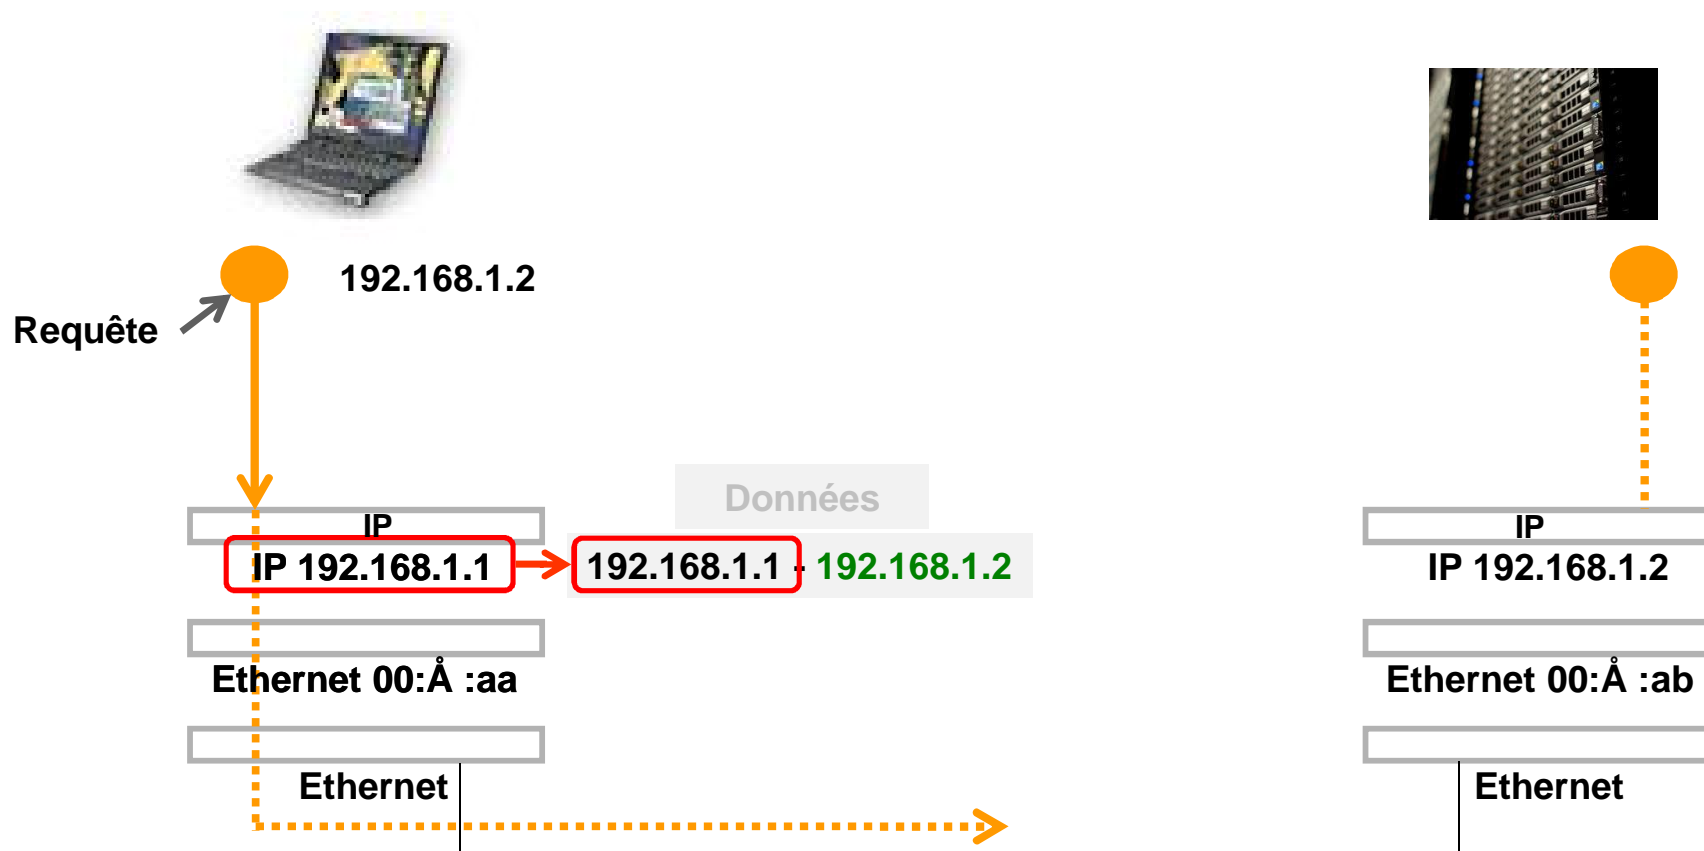 192.168.1.2
Requête
Données
IP
IP
IP 192.168.1.1
192.168.1.1 - 192.168.1.2
IP 192.168.1.2
Ethernet 00:Å :aa
Ethernet 00:Å :ab
Ethernet
Ethernet